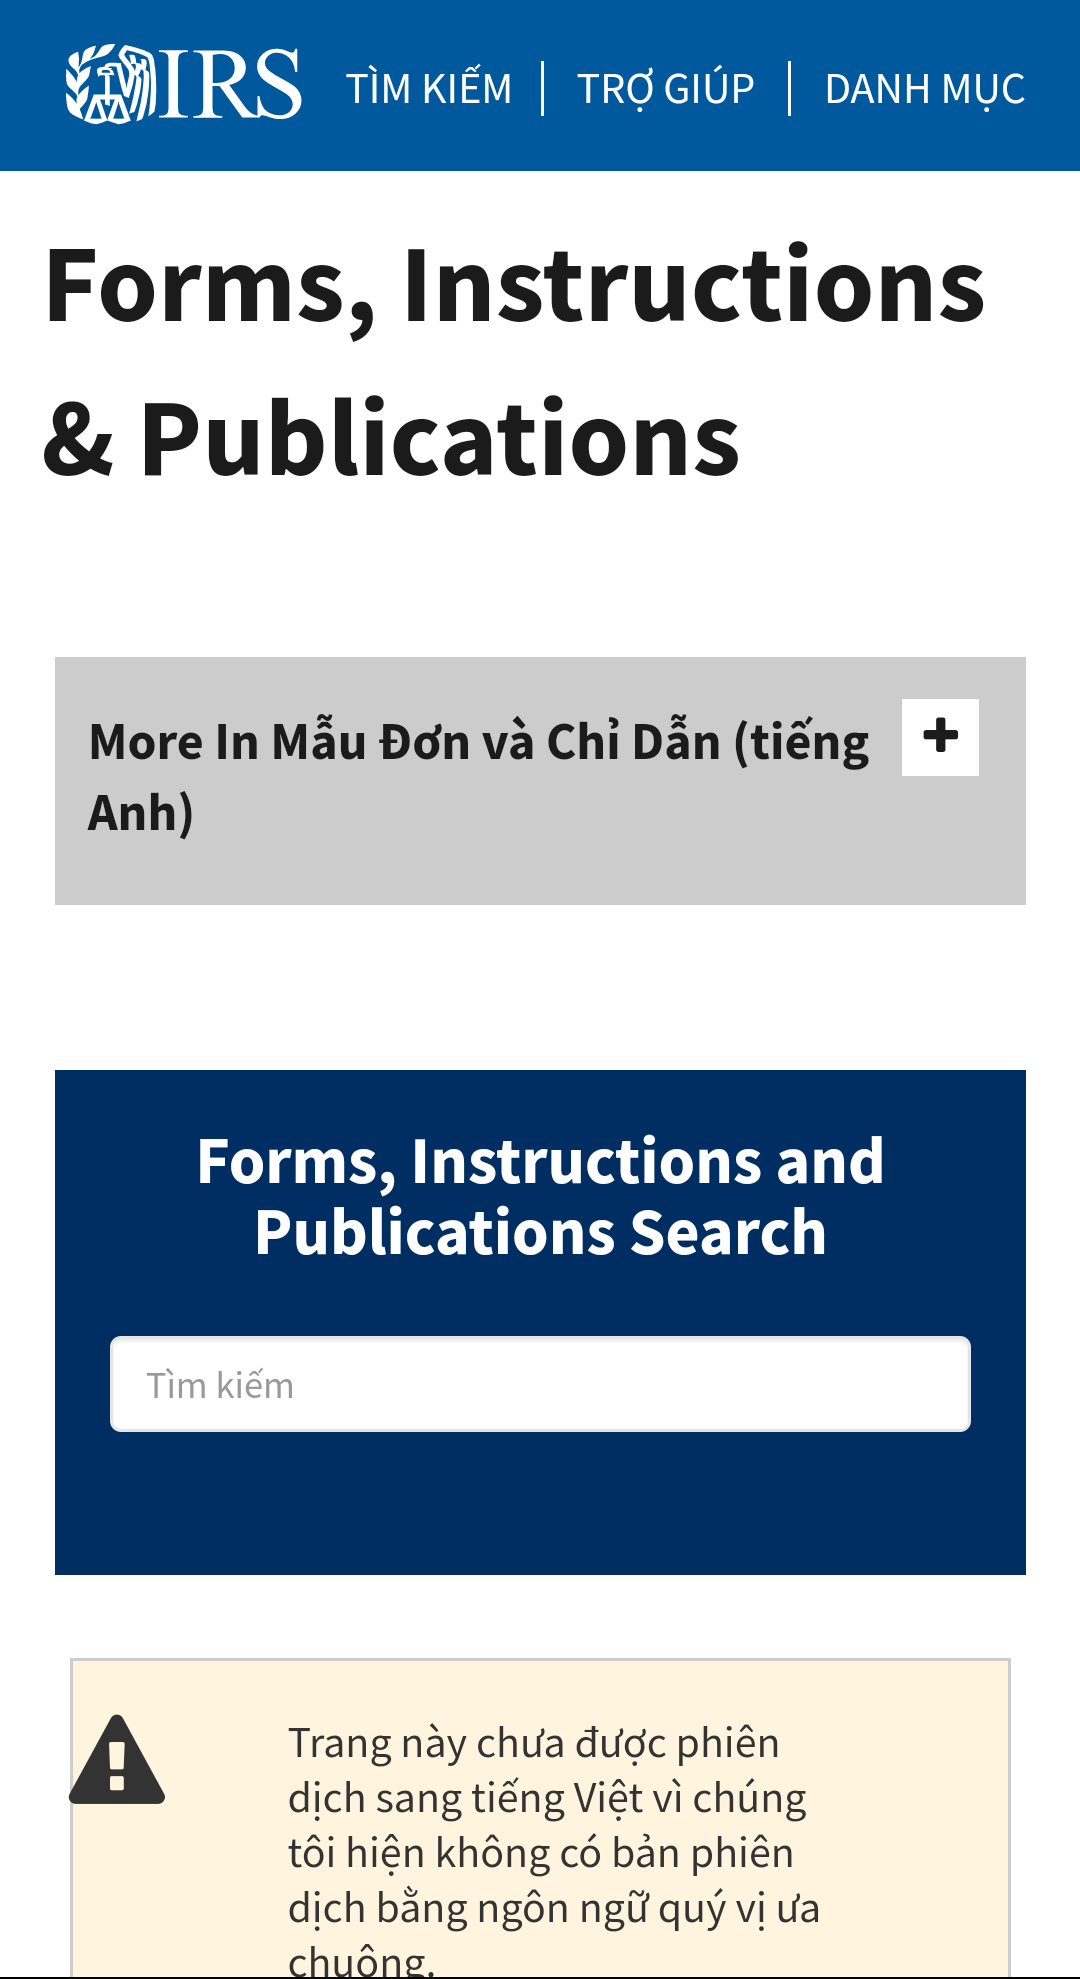 IRS TÌM KIẾM TRỢ GIÚP DANH MỤC
Forms, Instructions
& Publications
More In Mẫu Đơn và Chỉ Dẫn (tiếng
Anh)
Forms, Instructions and
Publications Search
Tìm kiếm
Trang này chưa được phiên
dịch sang tiếng Việt vì chúng
tôi hiện không có bản phiên
dịch bằng ngôn ngữ quý vị ưa
chuông.